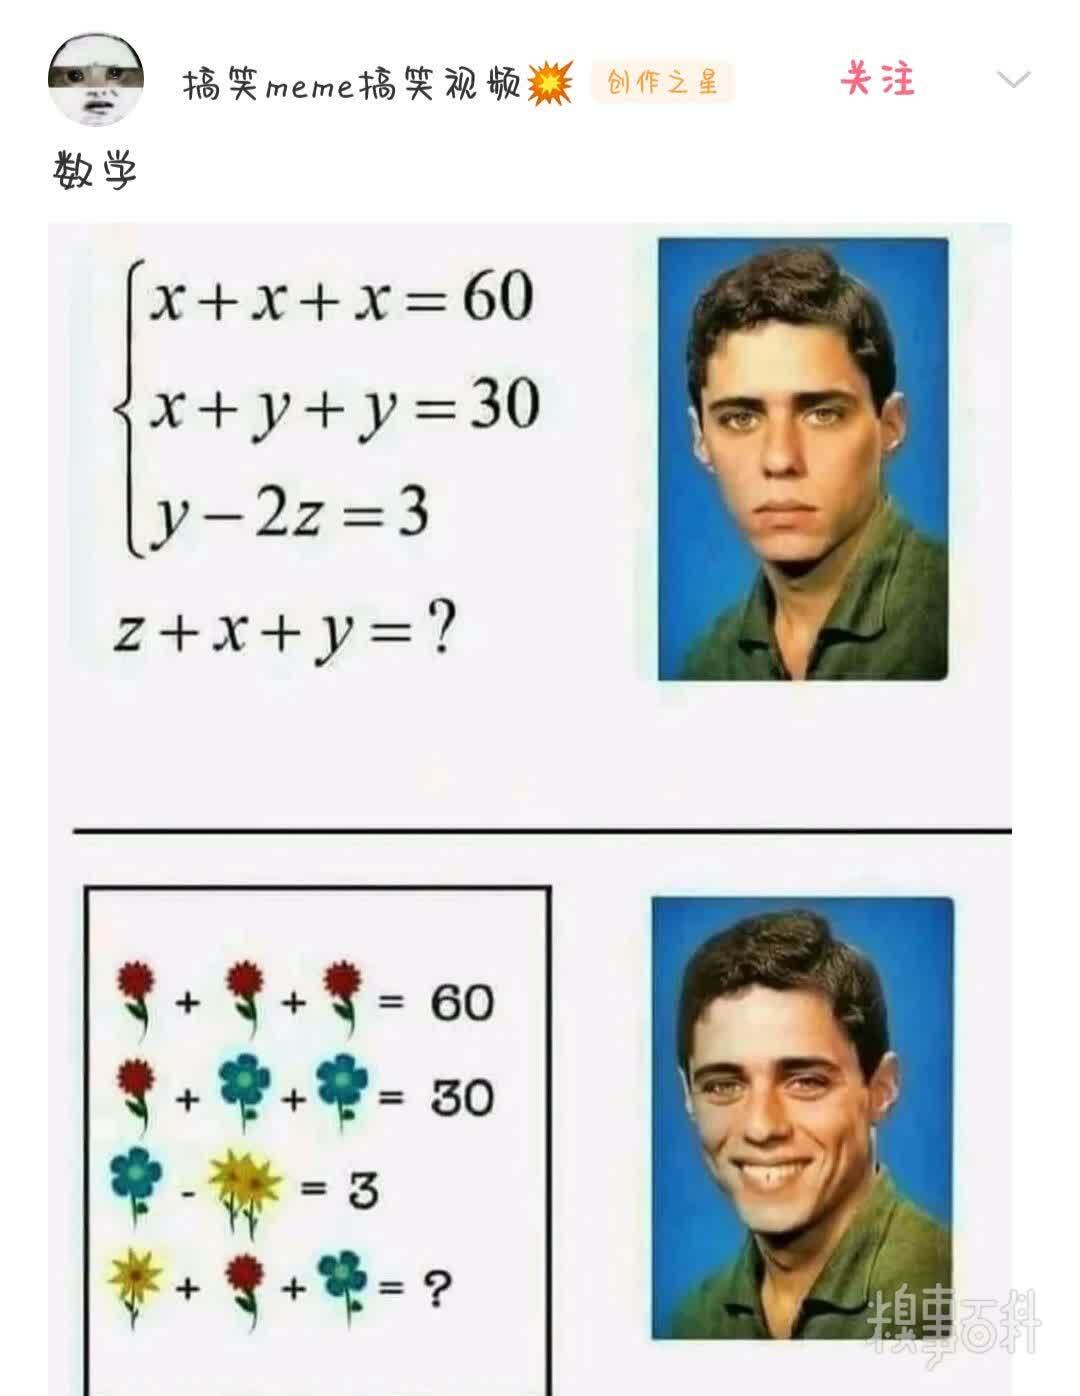 搞笑meme搞笑视频 创作之星 关注
数学
x+x+x=60
x+y+y=30
y-2z=3
z+x+y=?
+ + = 60
+ + = 30
- = 3
+ + = ?
糗事百科